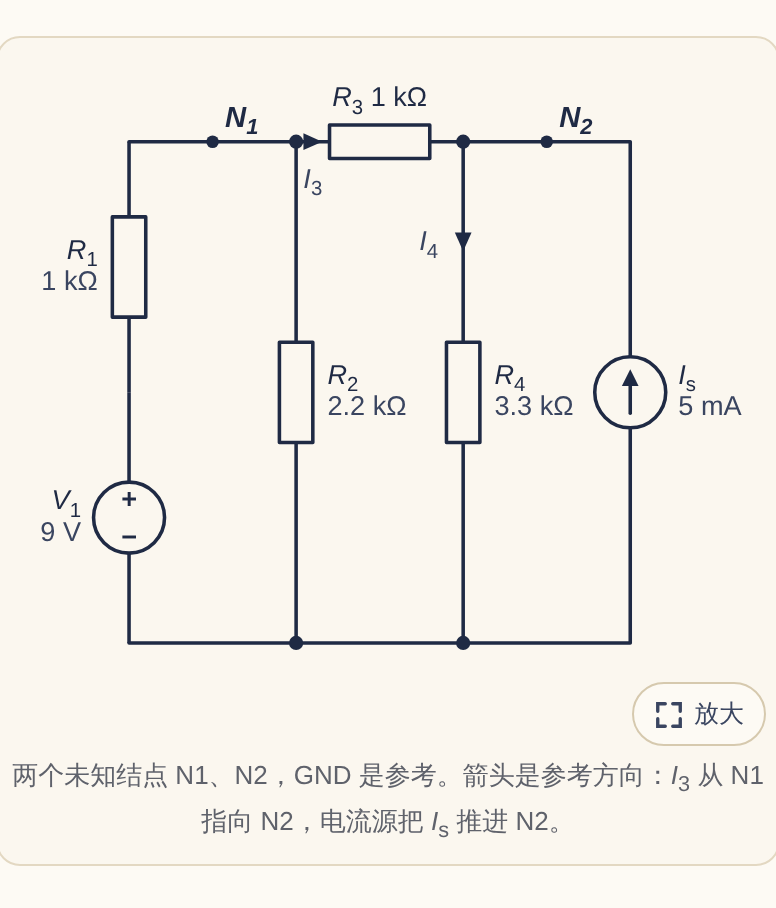 R3 1 kΩ
N1
N2
I3
I4
R1
1 kΩ
R2
2.2 kΩ
R4
3.3 kΩ
Is
5 mA
V1
9 V
+
−
放大
两个未知结点 N1、N2，GND 是参考。箭头是参考方向：I3 从 N1
指向 N2，电流源把 Is 推进 N2。